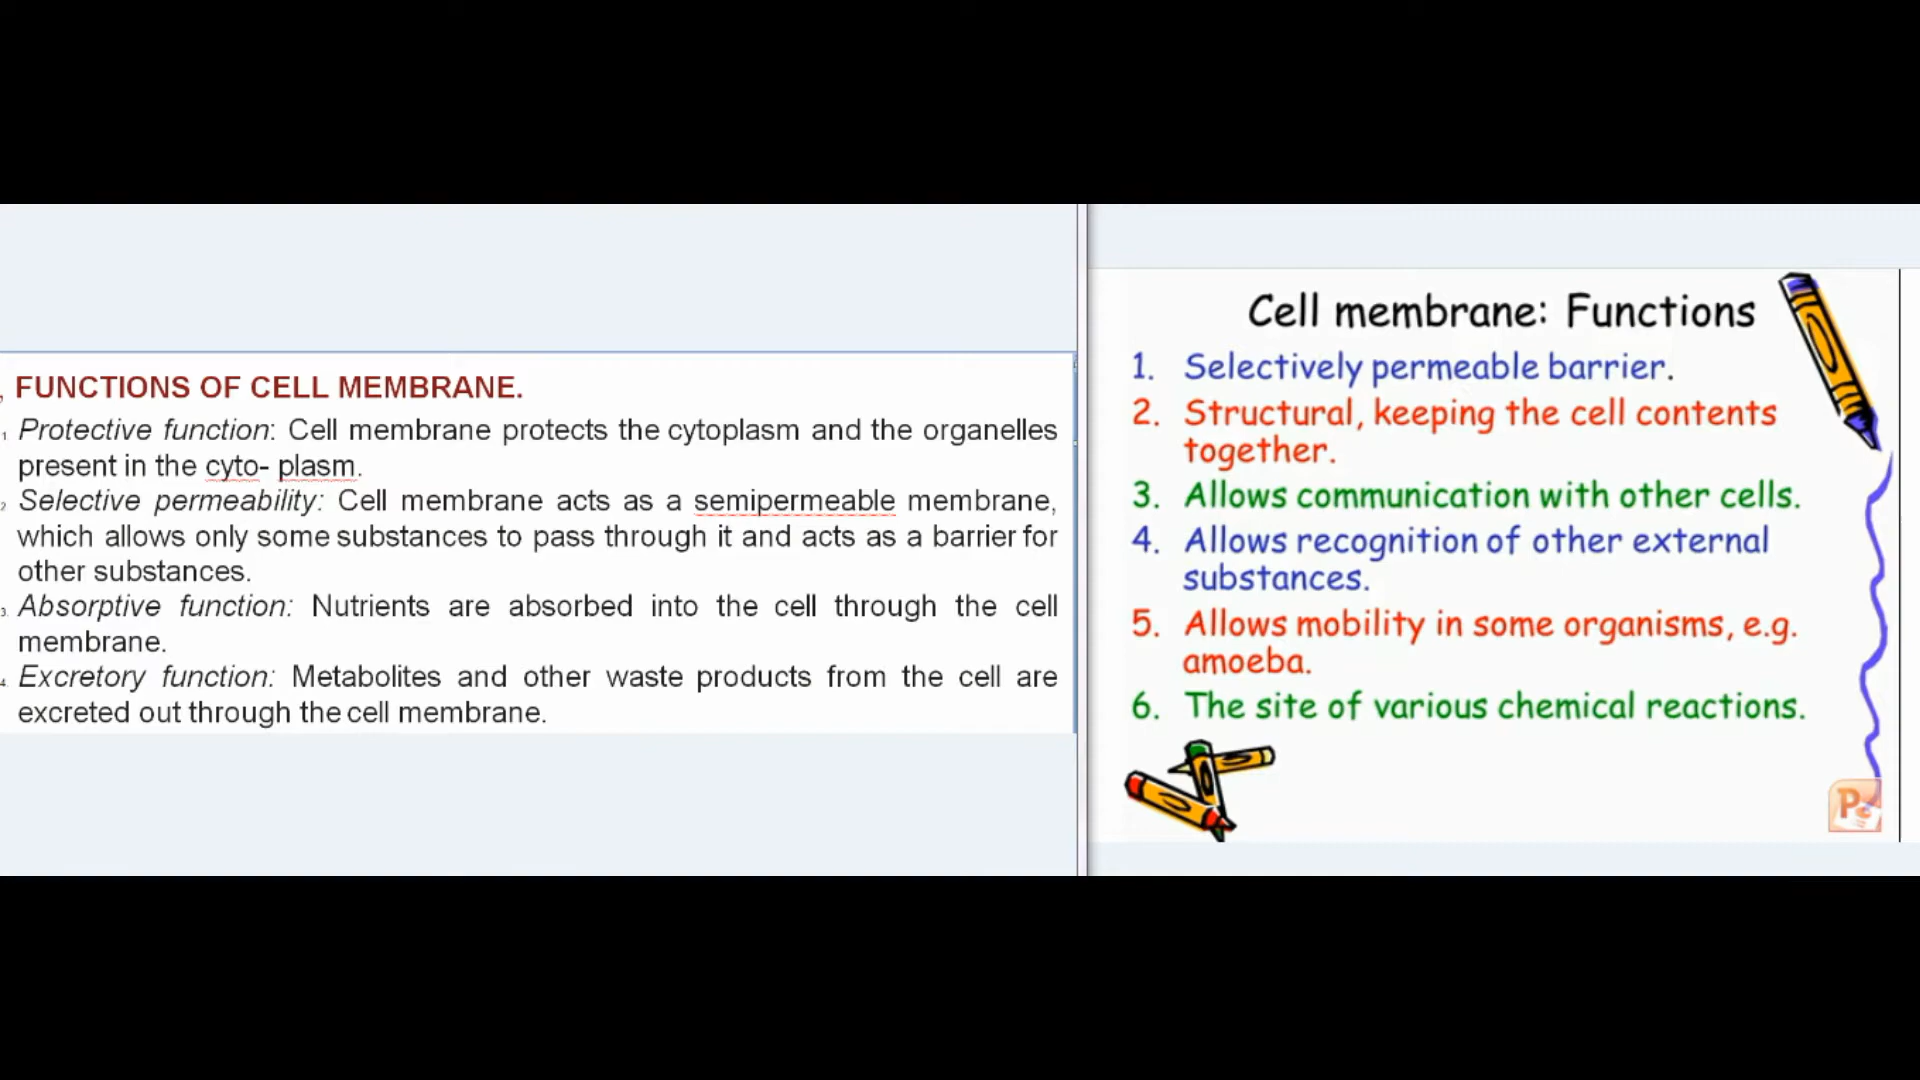 , FUNCTIONS OF CELL MEMBRANE.
1 Protective function: Cell membrane protects the cytoplasm and the organelles
present in the cyto- plasm.
2 Selective permeability: Cell membrane acts as a semipermeable membrane,
which allows only some substances to pass through it and acts as a barrier for
other substances.
3. Absorptive function: Nutrients are absorbed into the cell through the cell
membrane.
4. Excretory function: Metabolites and other waste products from the cell are
excreted out through the cell membrane.
Cell membrane: Functions
1. Selectively permeable barrier.
2. Structural, keeping the cell contents
together.
3. Allows communication with other cells.
4. Allows recognition of other external
substances.
5. Allows mobility in some organisms, e.g.
amoeba.
6. The site of various chemical reactions.